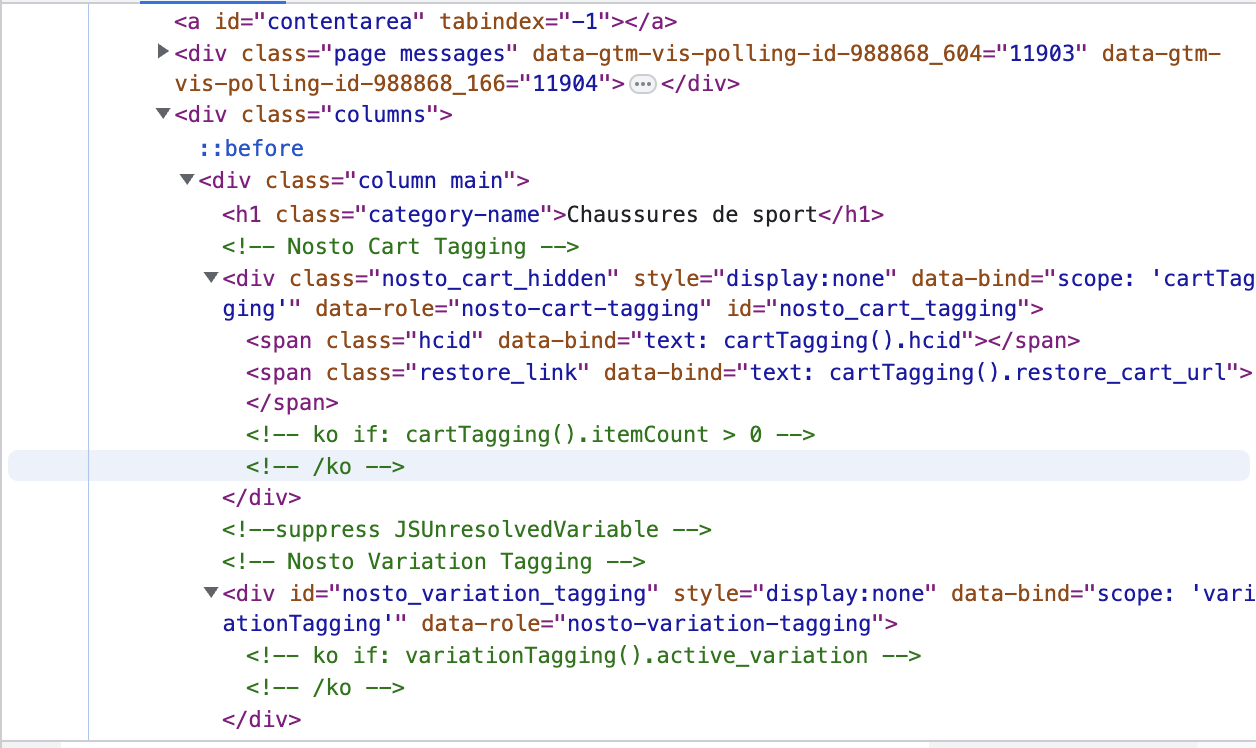 <a id="contentarea" tabindex="-1"></a>
<div class="page messages" data-gtm-vis-polling-id-988868_604="11903" data-gtm-
vis-polling-id-988868_166="11904">…</div>
<div class="columns">
::before
<div class="column main">
<h1 class="category-name">Chaussures de sport</h1>
<!-- Nosto Cart Tagging -->
<div class="nosto_cart_hidden" style="display:none" data-bind="scope: 'cartTag
ging'" data-role="nosto-cart-tagging" id="nosto_cart_tagging">
<span class="hcid" data-bind="text: cartTagging().hcid"></span>
<span class="restore_link" data-bind="text: cartTagging().restore_cart_url">
</span>
<!-- ko if: cartTagging().itemCount > 0 -->
<!-- /ko -->
</div>
<!--suppress JSUnresolvedVariable -->
<!-- Nosto Variation Tagging -->
<div id="nosto_variation_tagging" style="display:none" data-bind="scope: 'vari
ationTagging'" data-role="nosto-variation-tagging">
<!-- ko if: variationTagging().active_variation -->
<!-- /ko -->
</div>